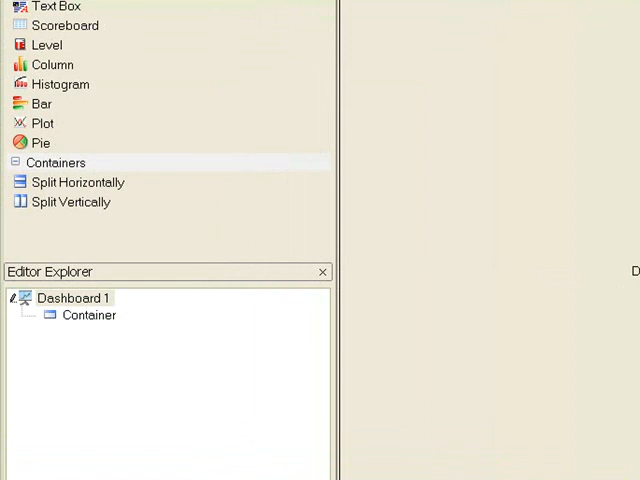 Text Box
Scoreboard
Level
Column
Histogram
Bar
Plot
Pie
Containers
Split Horizontally
Split Vertically
Editor Explorer
D
Dashboard 1
Container